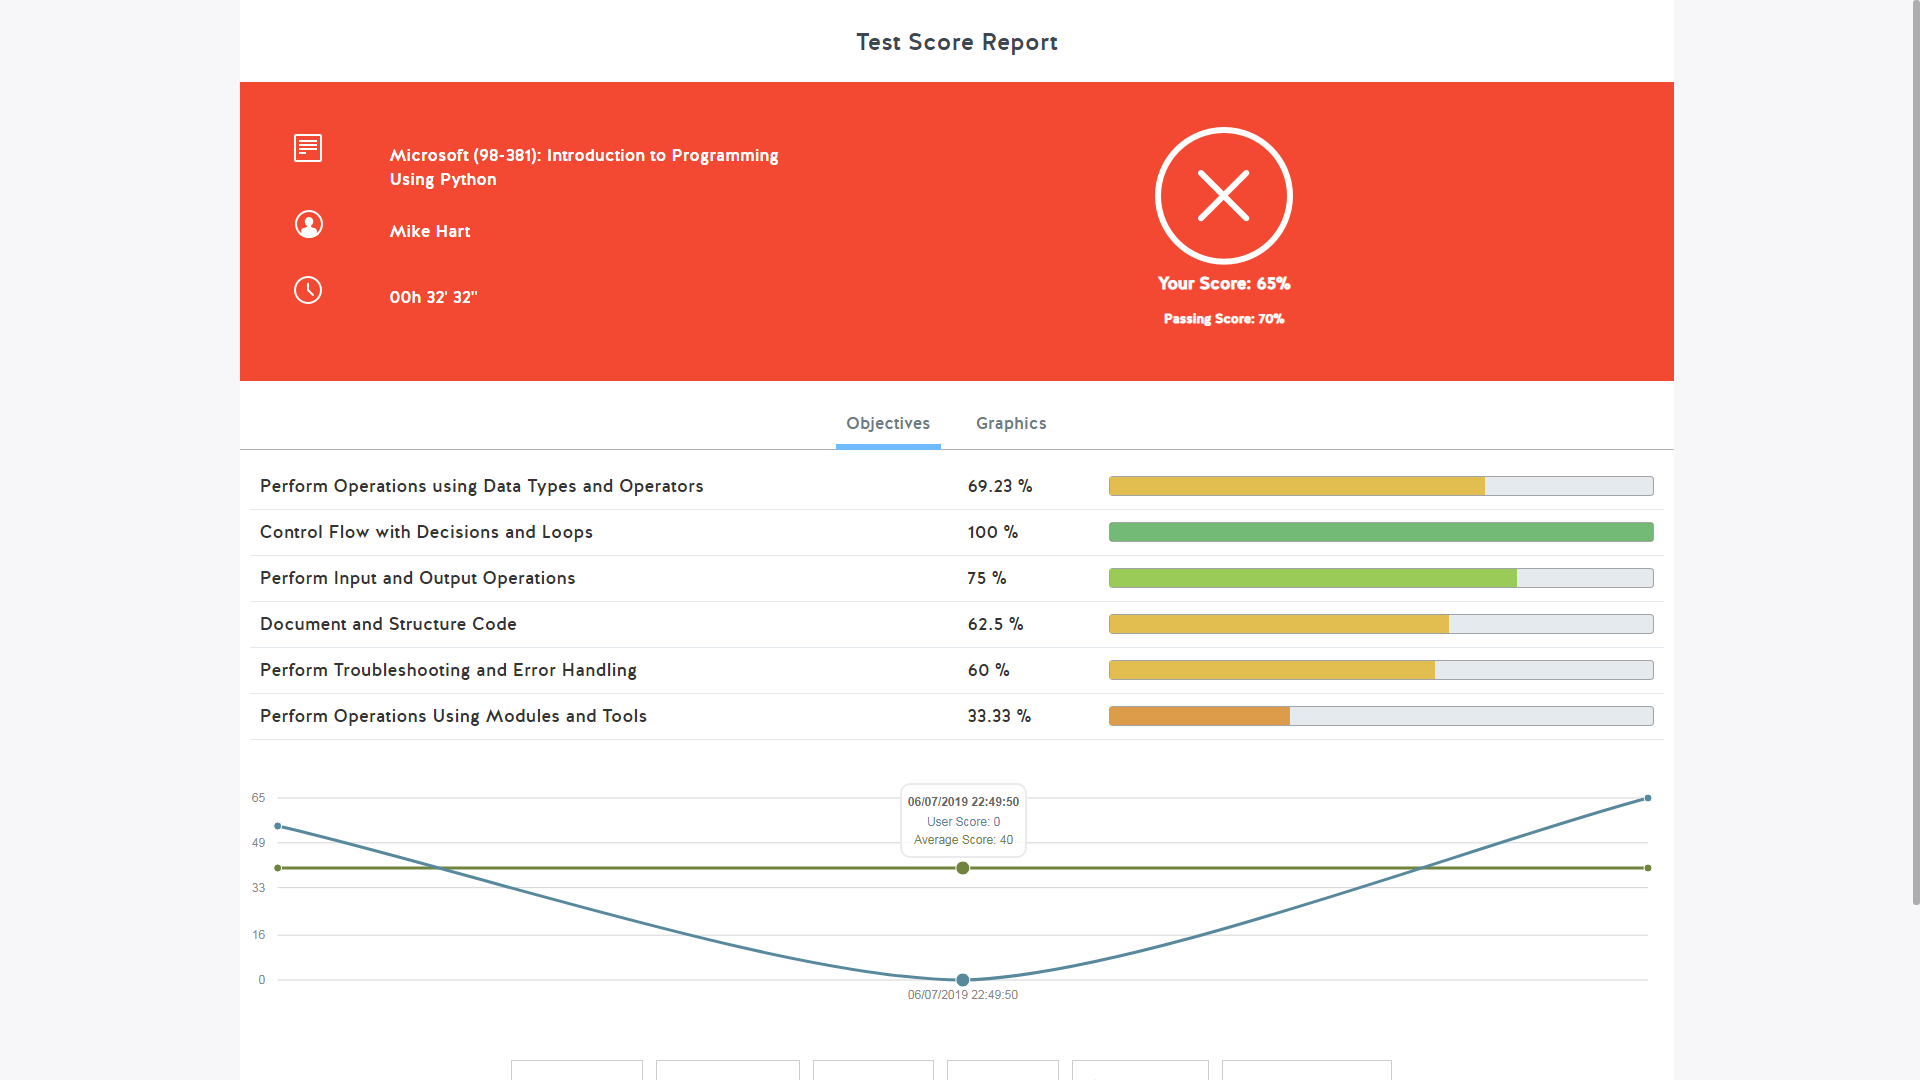 Test Score Report
Microsoft (98-381): Introduction to Programming
Using Python
Mike Hart
00h 32' 32"
Your Score: 65%
Passing Score: 70%
Objectives Graphics
Perform Operations using Data Types and Operators 69.23 %
Control Flow with Decisions and Loops 100 %
Perform Input and Output Operations 75 %
Document and Structure Code 62.5 %
Perform Troubleshooting and Error Handling 60 %
Perform Operations Using Modules and Tools 33.33 %
65
06/07/2019 22:49:50
User Score: 0
Average Score: 40
49
33
16
0
06/07/2019 22:49:50